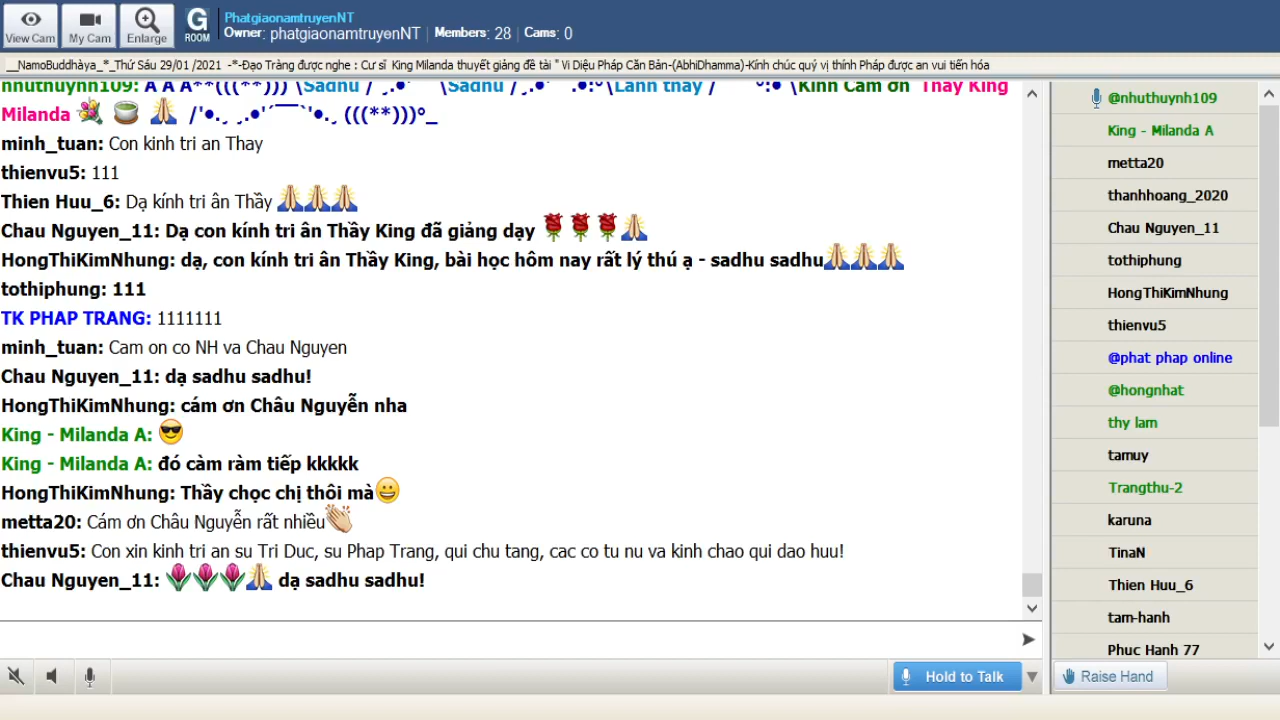 View Cam
My Cam
Enlarge
G
ROOM
PhatgiaonamtruyenNT
Owner: phatgiaonamtruyenNT | Members: 28 | Cams: 0
__NamoBuddhàya_*_Thứ Sáu 29/01 /2021 -*-Đạo Tràng được nghe : Cư sĩ King Milanda thuyết giảng đề tài " Vi Diệu Pháp Căn Bản-(AbhiDhamma)-Kính chúc quý vị thính Pháp được an vui tiến hóa
nhuthuynh109:
Milanda
minh_tuan: Con kinh tri an Thay
thienvu5: 111
Thien Huu_6: Dạ kính tri ân Thầy
Chau Nguyen_11: Dạ con kính tri ân Thầy King đã giảng dạy
HongThiKimNhung: dạ, con kính tri ân Thầy King, bài học hôm nay rất lý thú ạ - sadhu sadhu
tothiphung: 111
TK PHAP TRANG: 1111111
minh_tuan: Cam on co NH va Chau Nguyen
Chau Nguyen_11: dạ sadhu sadhu!
HongThiKimNhung: cám ơn Châu Nguyễn nha
King - Milanda A:
King - Milanda A: đó càm ràm tiếp kkkkk
HongThiKimNhung: Thầy chọc chị thôi mà
metta20: Cám ơn Châu Nguyễn rất nhiều
thienvu5: Con xin kinh tri an su Tri Duc, su Phap Trang, qui chu tang, cac co tu nu va kinh chao qui dao huu!
Chau Nguyen_11: dạ sadhu sadhu!
Hold to Talk
@nhuthuynh109
King - Milanda A
metta20
thanhhoang_2020
Chau Nguyen_11
tothiphung
HongThiKimNhung
thienvu5
@phat phap online
@hongnhat
thy lam
tamuy
Trangthu-2
karuna
TinaN
Thien Huu_6
tam-hanh
Phuc Hanh 77
Raise Hand